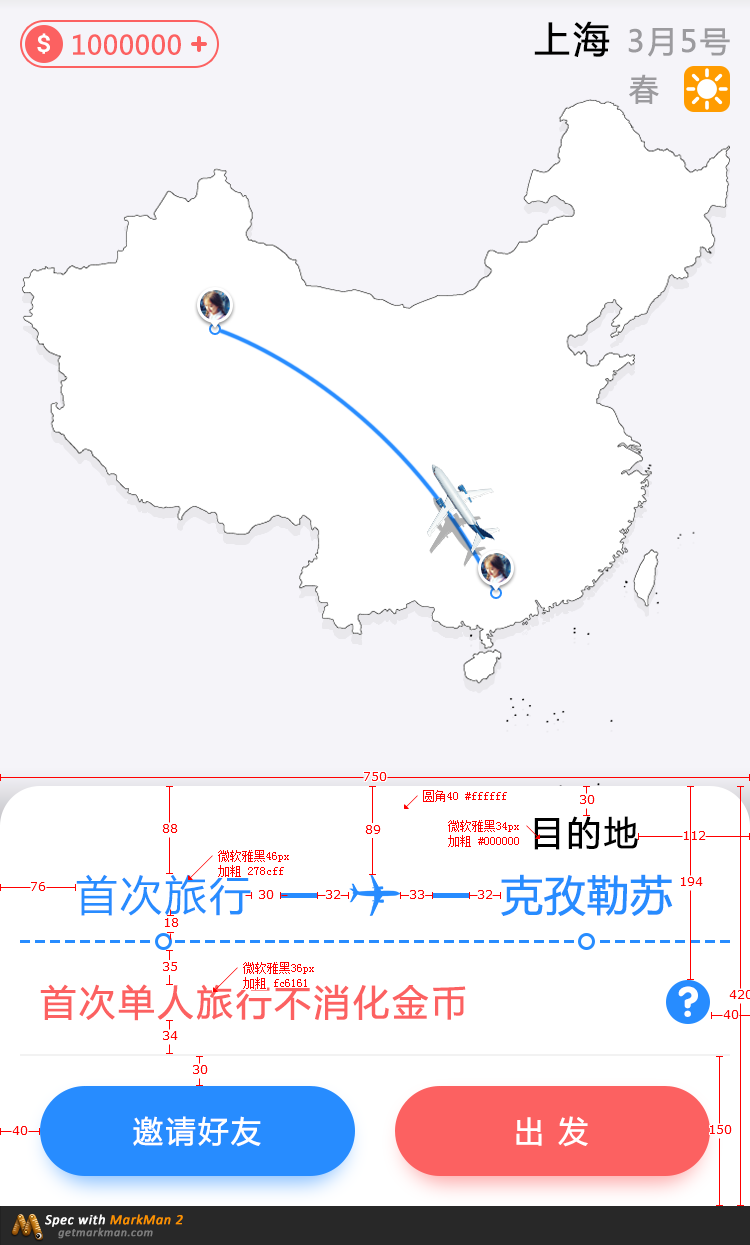 $ 1000000 +
上海 3月5号
春
750
圆角40 #ffffff
30
88
89
微软雅黑34px
加粗 #000000
目的地
112
微软雅黑46px
加粗 278cff
194
76
首次旅行
30
32
33
32
克孜勒苏
18
35
微软雅黑36px
加粗 fc6161
首次单人旅行不消化金币
?
420
40
34
30
40
邀请好友
出 发
150
Spec with MarkMan 2
getmarkman.com